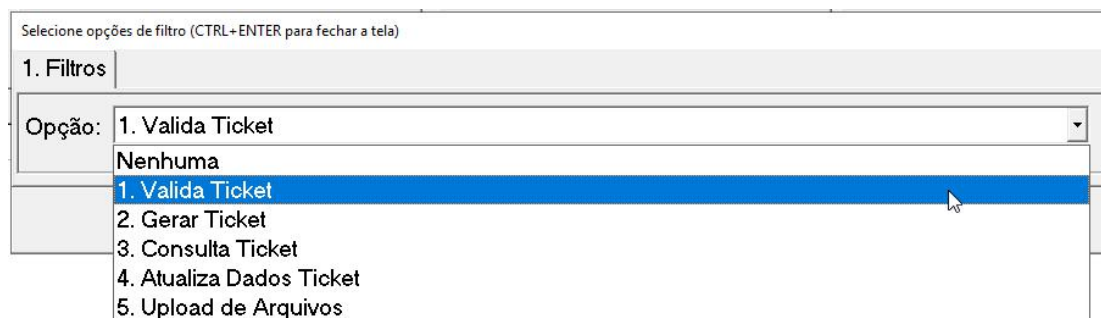 Selecione opções de filtro (CTRL+ENTER para fechar a tela)
1. Filtros
Opção: 1. Valida Ticket
Nenhuma
1. Valida Ticket
2. Gerar Ticket
3. Consulta Ticket
4. Atualiza Dados Ticket
5. Upload de Arquivos